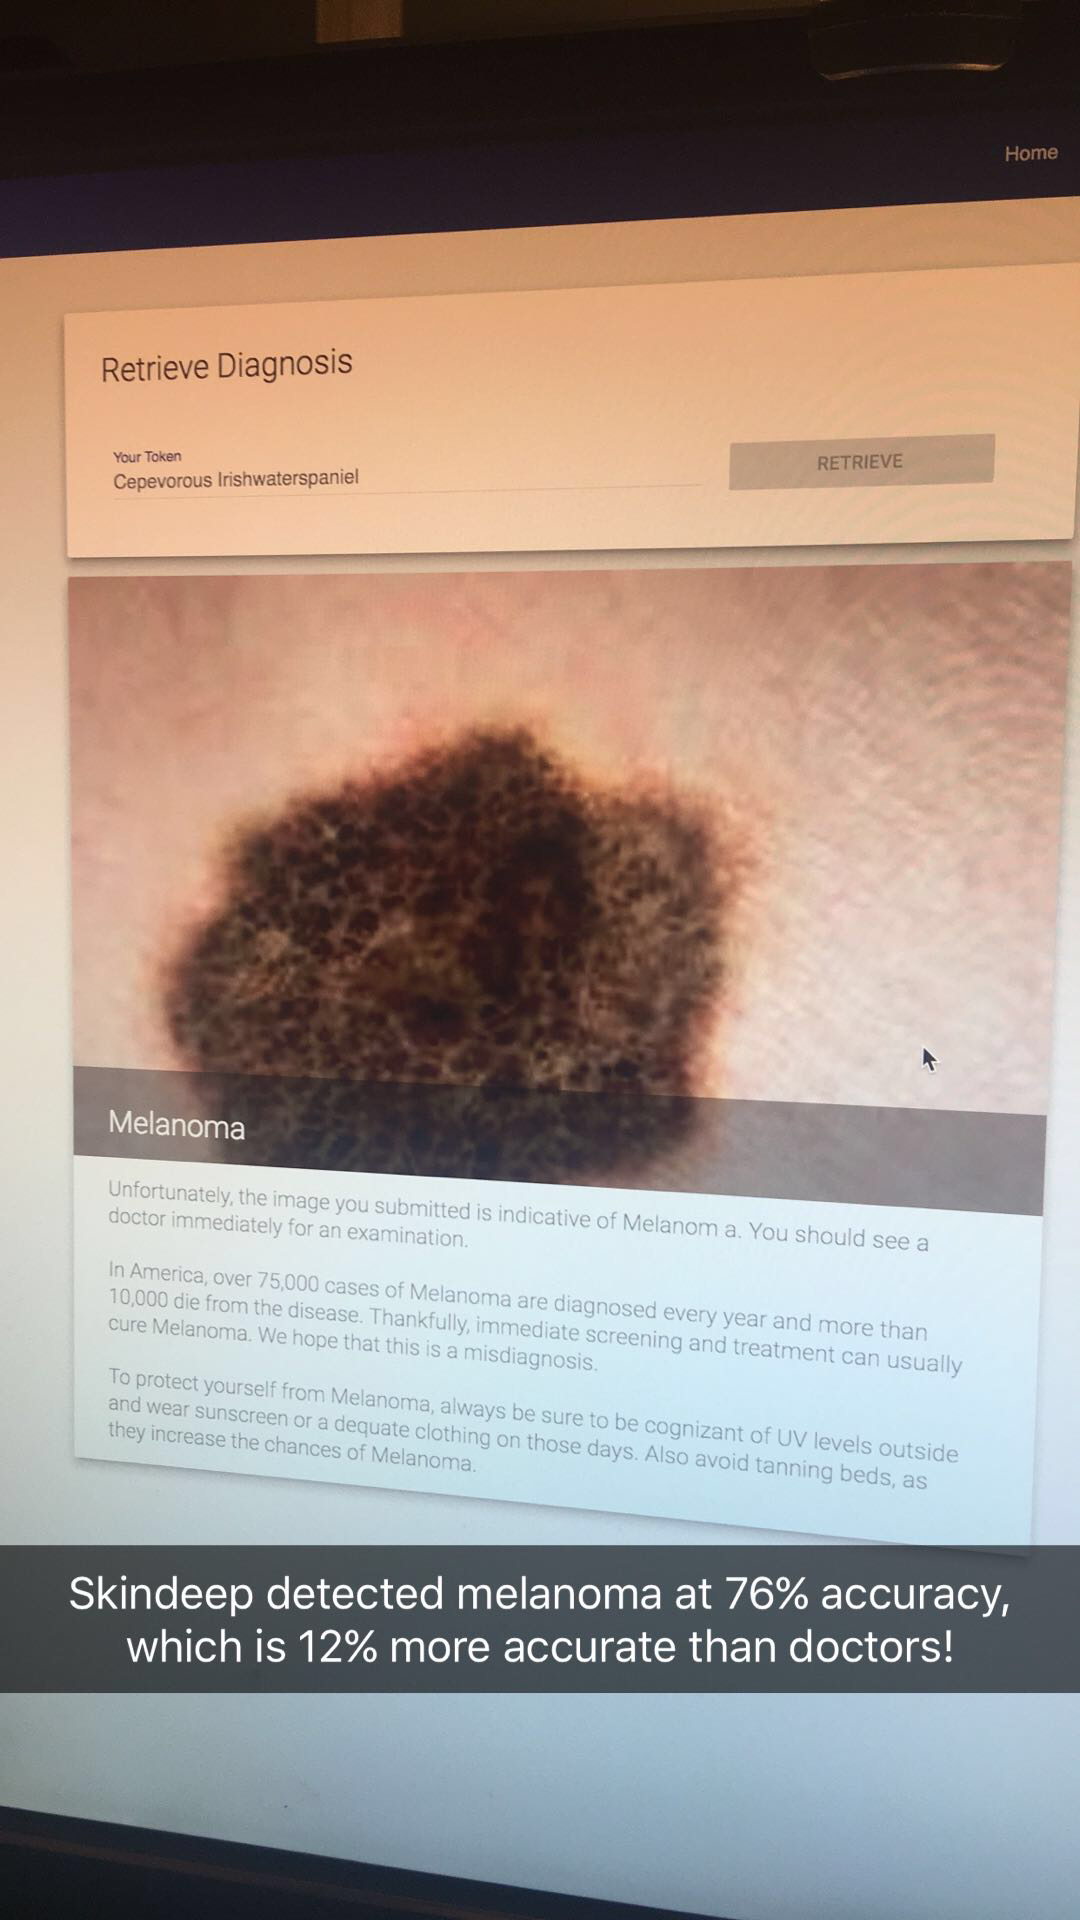 Home
Retrieve Diagnosis
Your Token
Cepevorous Irishwaterspaniel
RETRIEVE
Melanoma
Unfortunately, the image you submitted is indicative of Melanom a. You should see a
doctor immediately for an examination.
In America, over 75,000 cases of Melanoma are diagnosed every year and more than
10,000 die from the disease. Thankfully, immediate screening and treatment can usually
cure Melanoma. We hope that this is a misdiagnosis.
To protect yourself from Melanoma, always be sure to be cognizant of UV levels outside
and wear sunscreen or a dequate clothing on those days. Also avoid tanning beds, as
they increase the chances of Melanoma.
Skindeep detected melanoma at 76% accuracy,
which is 12% more accurate than doctors!